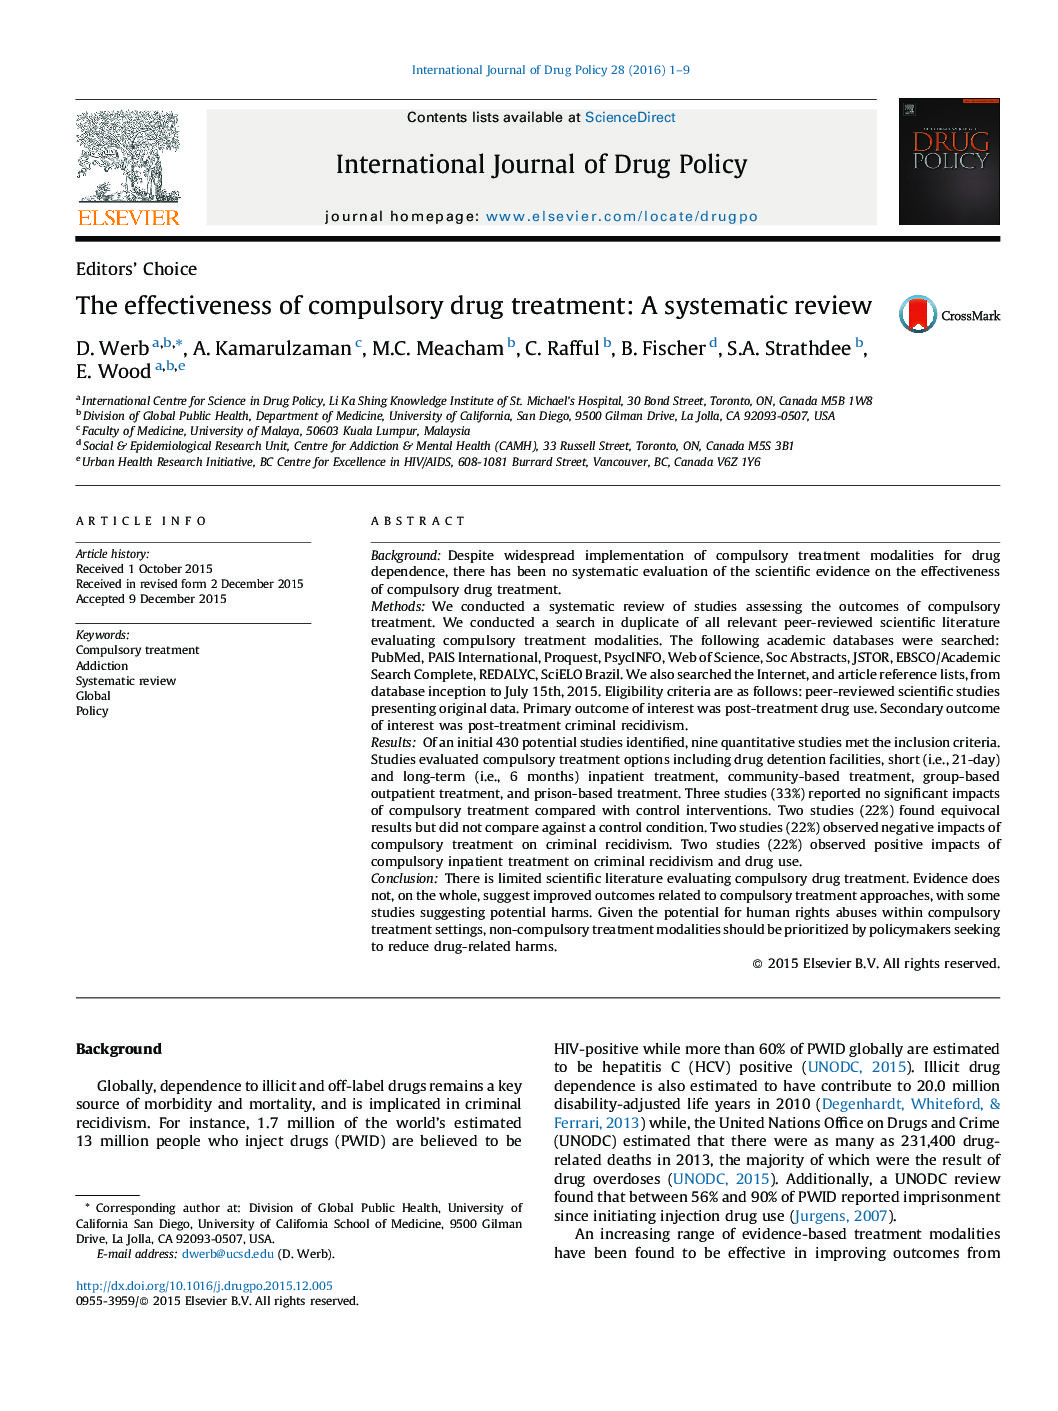 International Journal of Drug Policy 28 (2016) 1–9
Contents lists available at ScienceDirect
International Journal of Drug Policy
journal homepage: www.elsevier.com/locate/drugpo
ELSEVIER
DRUG
POLICY
Editors' Choice
The effectiveness of compulsory drug treatment: A systematic review
CrossMark
D. Werb a,b,*, A. Kamarulzaman c, M.C. Meacham b, C. Rafful b, B. Fischer d, S.A. Strathdee b,
E. Wood a,b,e
a International Centre for Science in Drug Policy, Li Ka Shing Knowledge Institute of St. Michael's Hospital, 30 Bond Street, Toronto, ON, Canada M5B 1W8
b Division of Global Public Health, Department of Medicine, University of California, San Diego, 9500 Gilman Drive, La Jolla, CA 92093-0507, USA
c Faculty of Medicine, University of Malaya, 50603 Kuala Lumpur, Malaysia
d Social & Epidemiological Research Unit, Centre for Addiction & Mental Health (CAMH), 33 Russell Street, Toronto, ON, Canada M5S 3B1
e Urban Health Research Initiative, BC Centre for Excellence in HIV/AIDS, 608-1081 Burrard Street, Vancouver, BC, Canada V6Z 1Y6
ARTICLE INFO
Article history:
Received 1 October 2015
Received in revised form 2 December 2015
Accepted 9 December 2015
Keywords:
Compulsory treatment
Addiction
Systematic review
Global
Policy
ABSTRACT
Background: Despite widespread implementation of compulsory treatment modalities for drug
dependence, there has been no systematic evaluation of the scientific evidence on the effectiveness
of compulsory drug treatment.
Methods: We conducted a systematic review of studies assessing the outcomes of compulsory
treatment. We conducted a search in duplicate of all relevant peer-reviewed scientific literature
evaluating compulsory treatment modalities. The following academic databases were searched:
PubMed, PAIS International, Proquest, PsycINFO, Web of Science, Soc Abstracts, JSTOR, EBSCO/Academic
Search Complete, REDALYC, SciELO Brazil. We also searched the Internet, and article reference lists, from
database inception to July 15th, 2015. Eligibility criteria are as follows: peer-reviewed scientific studies
presenting original data. Primary outcome of interest was post-treatment drug use. Secondary outcome
of interest was post-treatment criminal recidivism.
Results: Of an initial 430 potential studies identified, nine quantitative studies met the inclusion criteria.
Studies evaluated compulsory treatment options including drug detention facilities, short (i.e., 21-day)
and long-term (i.e., 6 months) inpatient treatment, community-based treatment, group-based
outpatient treatment, and prison-based treatment. Three studies (33%) reported no significant impacts
of compulsory treatment compared with control interventions. Two studies (22%) found equivocal
results but did not compare against a control condition. Two studies (22%) observed negative impacts of
compulsory treatment on criminal recidivism. Two studies (22%) observed positive impacts of
compulsory inpatient treatment on criminal recidivism and drug use.
Conclusion: There is limited scientific literature evaluating compulsory drug treatment. Evidence does
not, on the whole, suggest improved outcomes related to compulsory treatment approaches, with some
studies suggesting potential harms. Given the potential for human rights abuses within compulsory
treatment settings, non-compulsory treatment modalities should be prioritized by policymakers seeking
to reduce drug-related harms.
© 2015 Elsevier B.V. All rights reserved.
Background
Globally, dependence to illicit and off-label drugs remains a key
source of morbidity and mortality, and is implicated in criminal
recidivism. For instance, 1.7 million of the world's estimated
13 million people who inject drugs (PWID) are believed to be
* Corresponding author at: Division of Global Public Health, University of
California San Diego, University of California School of Medicine, 9500 Gilman
Drive, La Jolla, CA 92093-0507, USA.
E-mail address: dwerb@ucsd.edu (D. Werb).
HIV-positive while more than 60% of PWID globally are estimated
to be hepatitis C (HCV) positive (UNODC, 2015). Illicit drug
dependence is also estimated to have contribute to 20.0 million
disability-adjusted life years in 2010 (Degenhardt, Whiteford, &
Ferrari, 2013) while, the United Nations Office on Drugs and Crime
(UNODC) estimated that there were as many as 231,400 drug-
related deaths in 2013, the majority of which were the result of
drug overdoses (UNODC, 2015). Additionally, a UNODC review
found that between 56% and 90% of PWID reported imprisonment
since initiating injection drug use (Jurgens, 2007).
An increasing range of evidence-based treatment modalities
have been found to be effective in improving outcomes from
http://dx.doi.org/10.1016/j.drugpo.2015.12.005
0955-3959/© 2015 Elsevier B.V. All rights reserved.